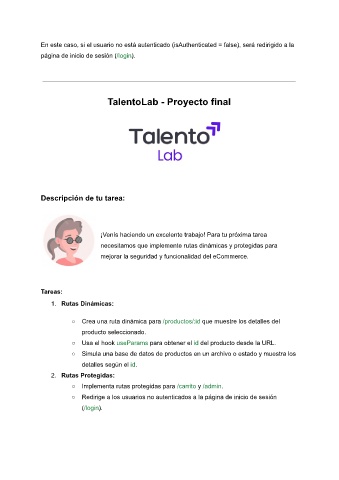 En este caso, si el usuario no está autenticado (isAuthenticated = false), será redirigido a la
página de inicio de sesión (/login).
TalentoLab - Proyecto final
Talento
Lab
Descripción de tu tarea:
¡Venís haciendo un excelente trabajo! Para tu próxima tarea
necesitamos que implemente rutas dinámicas y protegidas para
mejorar la seguridad y funcionalidad del eCommerce.
Tareas:
1. Rutas Dinámicas:
○ Crea una ruta dinámica para /productos/:id que muestre los detalles del
producto seleccionado.
○ Usa el hook useParams para obtener el id del producto desde la URL.
○ Simula una base de datos de productos en un archivo o estado y muestra los
detalles según el id.
2. Rutas Protegidas:
○ Implementa rutas protegidas para /carrito y /admin.
○ Redirige a los usuarios no autenticados a la página de inicio de sesión
(/login).